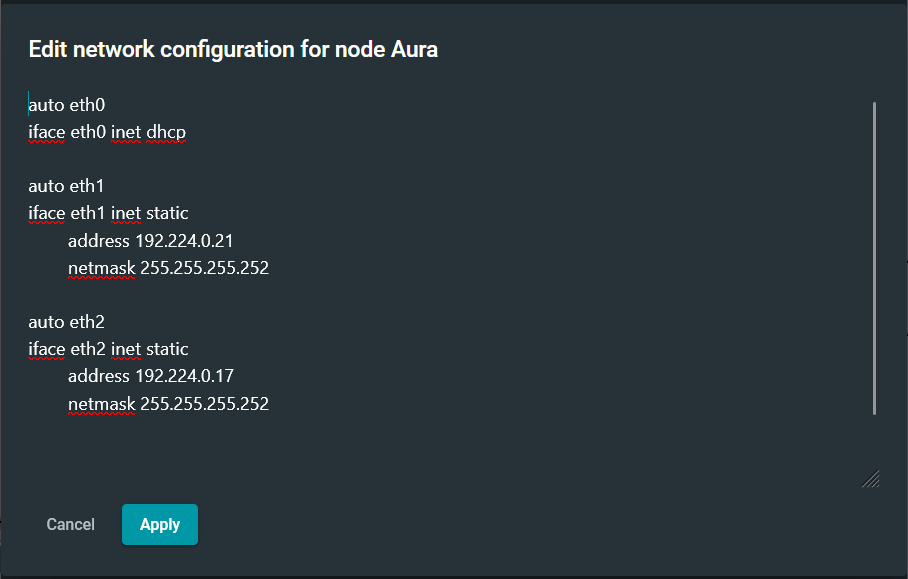 Edit network configuration for node Aura
auto eth0
iface eth0 inet dhcp
auto eth1
iface eth1 inet static
address 192.224.0.21
netmask 255.255.255.252
auto eth2
iface eth2 inet static
address 192.224.0.17
netmask 255.255.255.252
Cancel
Apply